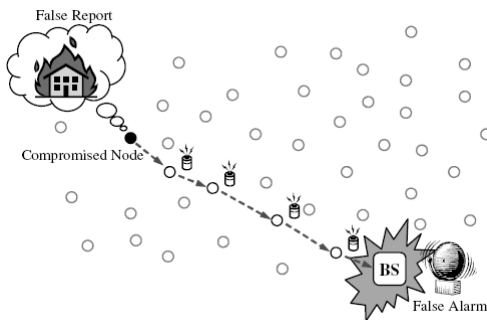 False Report
Compromised Node
BS
False Alarm